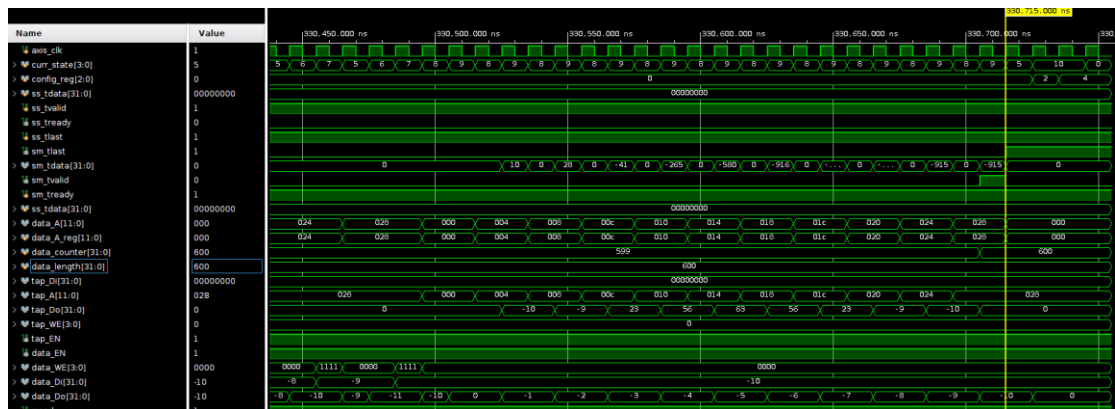 330,715.000 ns
Name Value
330,450.000 ns 330,500.000 ns 330,550.000 ns 330,600.000 ns 330,650.000 ns 330,700.000 ns 330
axis_clk 1
curr_state[3:0] 5 5 6 7 5 6 7 8 9 8 9 8 9 8 9 8 9 8 9 8 9 8 9 8 9 8 9 5 10 0
config_reg[2:0] 0 0 2 4
ss_tdata[31:0] 00000000 00000000
ss_tvalid 1
ss_tready 0
ss_tlast 1
sm_tlast 1
sm_tdata[31:0] 0 0 10 0 28 0 -41 0 -265 0 -580 0 -916 0 -... 0 -... 0 -915 0 -915 0
sm_tvalid 0
sm_tready 1
ss_tdata[31:0] 00000000 00000000
data_A[11:0] 000 024 028 000 004 008 00c 010 014 018 01c 020 024 028 000
data_A_reg[11:0] 000 024 028 000 004 008 00c 010 014 018 01c 020 024 028 000
data_counter[31:0] 600 599 600
data_length[31:0] 600 600
tap_Di[31:0] 00000000 00000000
tap_A[11:0] 028 028 000 004 008 00c 010 014 018 01c 020 024 028
tap_Do[31:0] 0 0 -10 -9 23 56 63 56 23 -9 -10 0
tap_WE[3:0] 0 0
tap_EN 1
data_EN 1
data_WE[3:0] 0000 0000 1111 0000 1111 0000
data_Di[31:0] -10 -8 -9 -10
data_Do[31:0] -10 -8 -10 -9 -11 -10 0 -1 -2 -3 -4 -5 -6 -7 -8 -9 -10 0